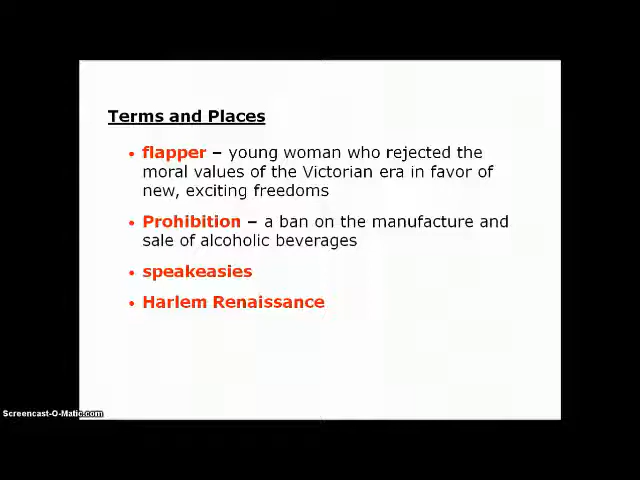 Terms and Places
• flapper – young woman who rejected the
moral values of the Victorian era in favor of
new, exciting freedoms
• Prohibition – a ban on the manufacture and
sale of alcoholic beverages
• speakeasies
• Harlem Renaissance
Screencast-O-Matic.com